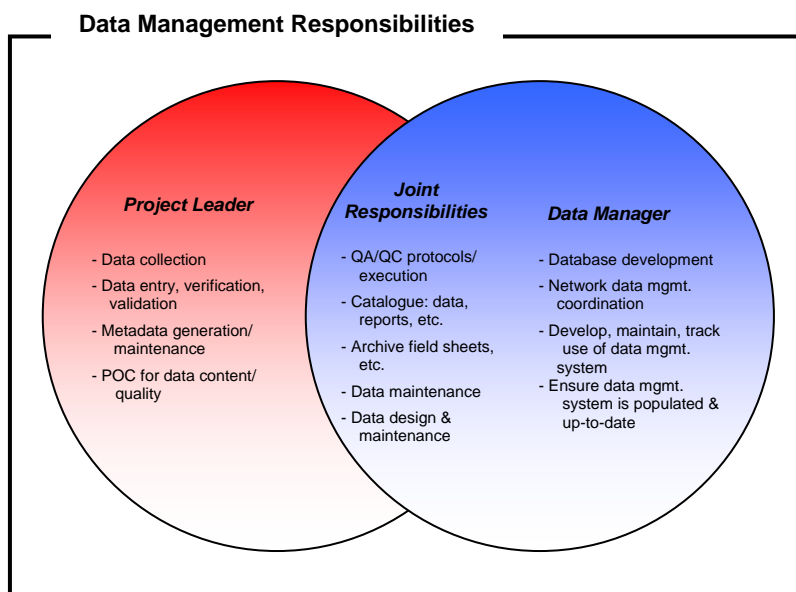 Data Management Responsibilities
Project Leader
- Data collection
- Data entry, verification,
validation
- Metadata generation/
maintenance
- POC for data content/
quality
Joint
Responsibilities
- QA/QC protocols/
execution
- Catalogue: data,
reports, etc.
- Archive field sheets,
etc.
- Data maintenance
- Data design &
maintenance
Data Manager
- Database development
- Network data mgmt.
coordination
- Develop, maintain, track
use of data mgmt.
system
- Ensure data mgmt.
system is populated &
up-to-date